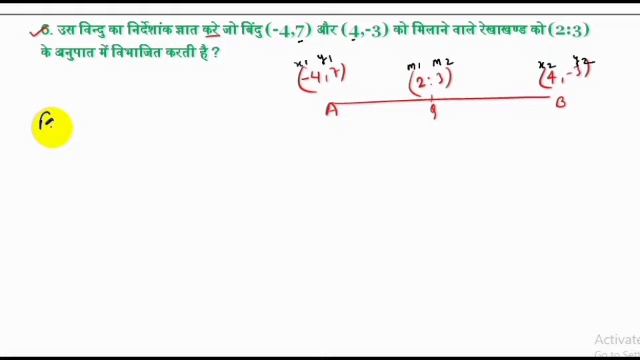 6. उस विन्दु का निर्देशांक ज्ञात करे जो बिंदु (-4,7) और (4,-3) को मिलाने वाले रेखाखण्ड को (2:3)
के अनुपात में विभाजित करती है ?
x1 y1 m1 m2 x2 y2
(-4,7) (2:3) (4,-3)
A B
Activate
Go to Set